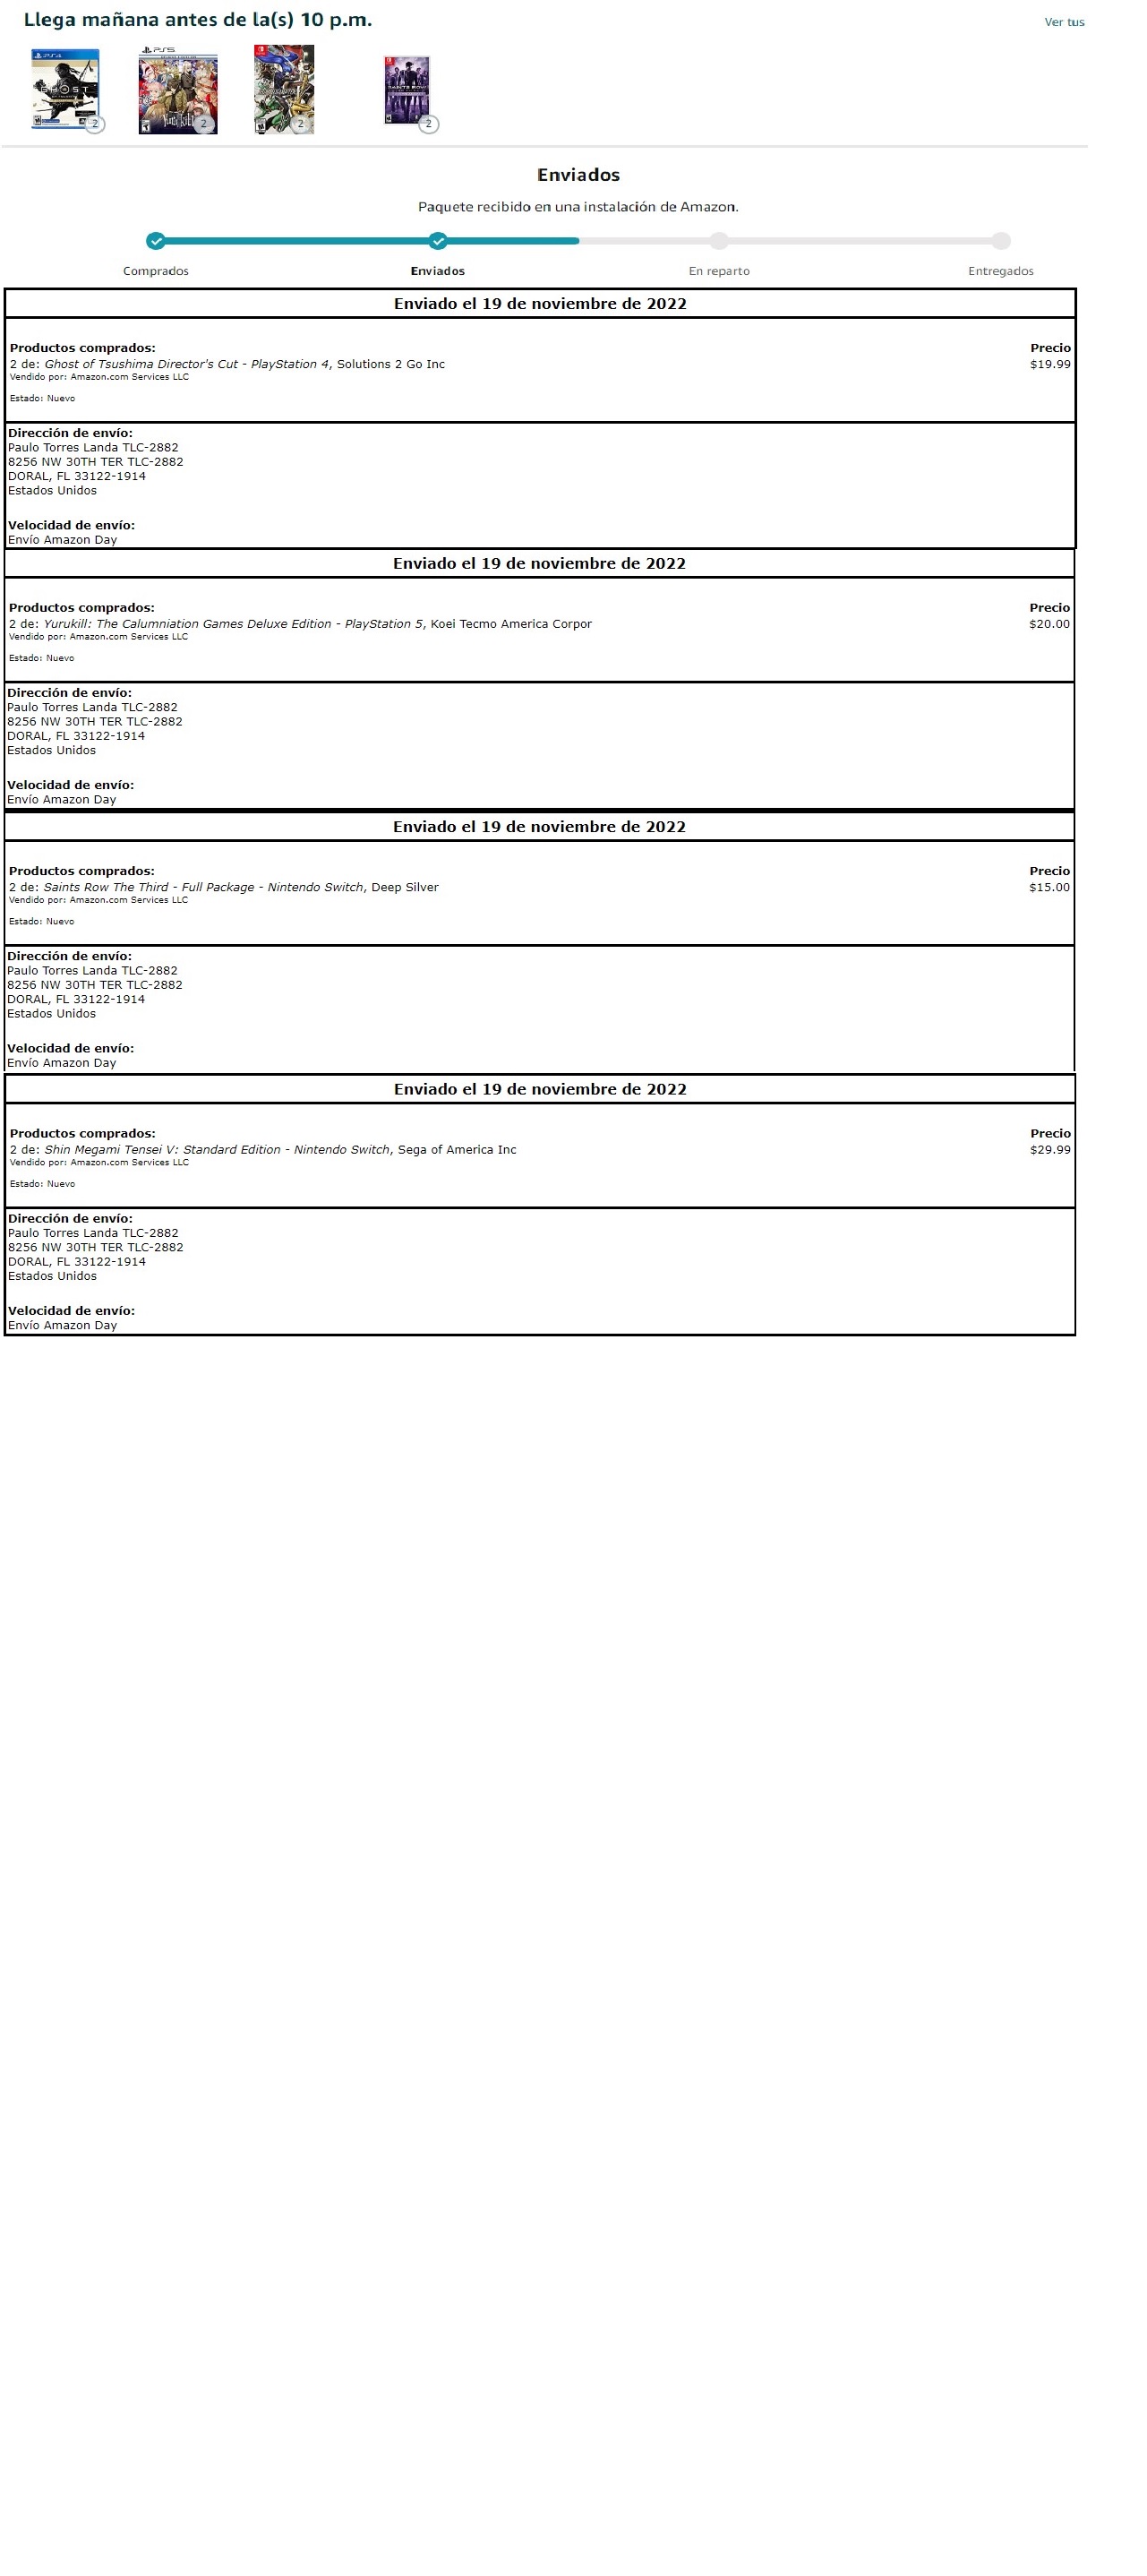 Llega mañana antes de la(s) 10 p.m.
Ver tus
PS4
GHOST
2
PS5
Yurukill
2
2
SAINTS ROW
2
Enviados
Paquete recibido en una instalación de Amazon.
Comprados
Enviados
En reparto
Entregados
Enviado el 19 de noviembre de 2022
Productos comprados: Precio
2 de: Ghost of Tsushima Director's Cut - PlayStation 4, Solutions 2 Go Inc $19.99
Vendido por: Amazon.com Services LLC
Estado: Nuevo
Dirección de envío:
Paulo Torres Landa TLC-2882
8256 NW 30TH TER TLC-2882
DORAL, FL 33122-1914
Estados Unidos
Velocidad de envío:
Envío Amazon Day
Enviado el 19 de noviembre de 2022
Productos comprados: Precio
2 de: Yurukill: The Calumniation Games Deluxe Edition - PlayStation 5, Koei Tecmo America Corpor $20.00
Vendido por: Amazon.com Services LLC
Estado: Nuevo
Dirección de envío:
Paulo Torres Landa TLC-2882
8256 NW 30TH TER TLC-2882
DORAL, FL 33122-1914
Estados Unidos
Velocidad de envío:
Envío Amazon Day
Enviado el 19 de noviembre de 2022
Productos comprados: Precio
2 de: Saints Row The Third - Full Package - Nintendo Switch, Deep Silver $15.00
Vendido por: Amazon.com Services LLC
Estado: Nuevo
Dirección de envío:
Paulo Torres Landa TLC-2882
8256 NW 30TH TER TLC-2882
DORAL, FL 33122-1914
Estados Unidos
Velocidad de envío:
Envío Amazon Day
Enviado el 19 de noviembre de 2022
Productos comprados: Precio
2 de: Shin Megami Tensei V: Standard Edition - Nintendo Switch, Sega of America Inc $29.99
Vendido por: Amazon.com Services LLC
Estado: Nuevo
Dirección de envío:
Paulo Torres Landa TLC-2882
8256 NW 30TH TER TLC-2882
DORAL, FL 33122-1914
Estados Unidos
Velocidad de envío:
Envío Amazon Day